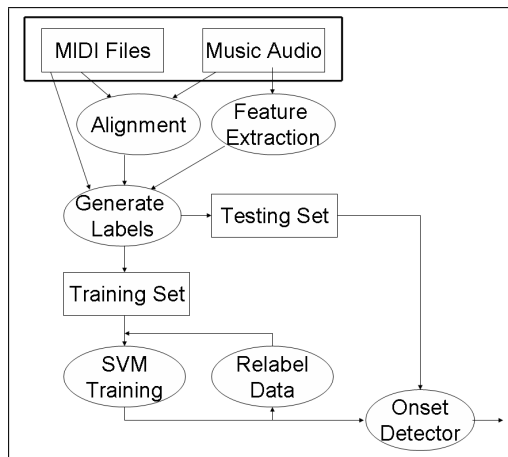 MIDI Files
Music Audio
Alignment
Feature
Extraction
Generate
Labels
Testing Set
Training Set
SVM
Training
Relabel
Data
Onset
Detector